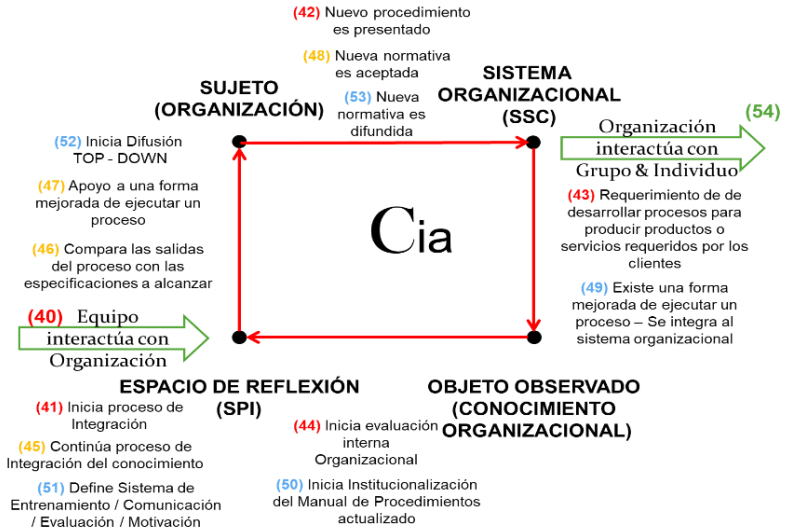 (42) Nuevo procedimiento
es presentado
(48) Nueva normativa
es aceptada
(53) Nueva
normativa es
difundida
SUJETO
(ORGANIZACIÓN)
SISTEMA
ORGANIZACIONAL
(SSC)
(54)
Organización
interactúa con
Grupo & Individuo
(52) Inicia Difusión
TOP - DOWN
(47) Apoyo a una forma
mejorada de ejecutar un
proceso
(46) Compara las salidas
del proceso con las
especificaciones a alcanzar
Cia
(43) Requerimiento de de
desarrollar procesos para
producir productos o
servicios requeridos por los
clientes
(49) Existe una forma
mejorada de ejecutar un
proceso – Se integra al
sistema organizacional
(40) Equipo
interactúa con
Organización
ESPACIO DE REFLEXIÓN
(SPI)
OBJETO OBSERVADO
(CONOCIMIENTO
ORGANIZACIONAL)
(41) Inicia proceso de
Integración
(45) Continúa proceso de
Integración del conocimiento
(51) Define Sistema de
Entrenamiento / Comunicación
/ Evaluación / Motivación
(44) Inicia evaluación
interna
Organizacional
(50) Inicia Institucionalización
del Manual de Procedimientos
actualizado